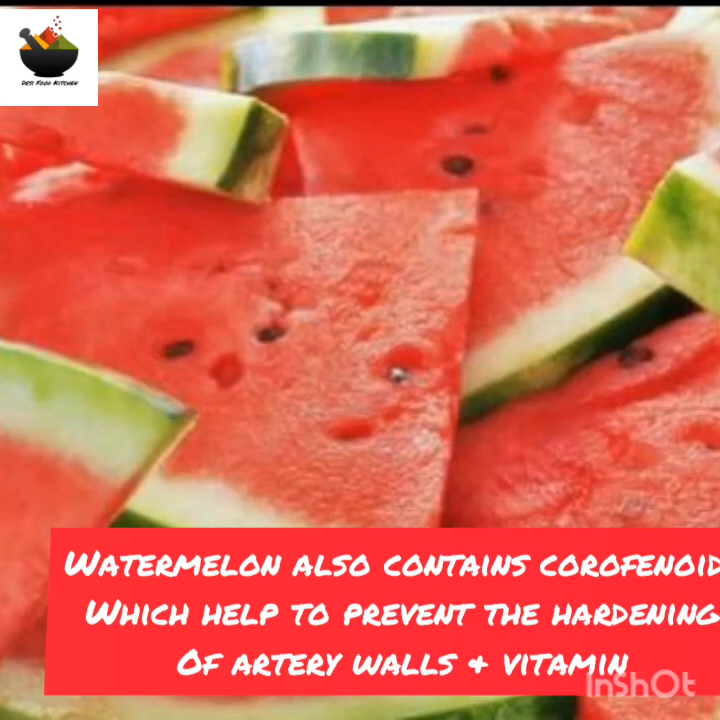 Desi Food Kitchen
WATERMELON ALSO CONTAINS COROFENOID
WHICH HELP TO PREVENT THE HARDENING
OF ARTERY WALLS & VITAMIN
InShOt